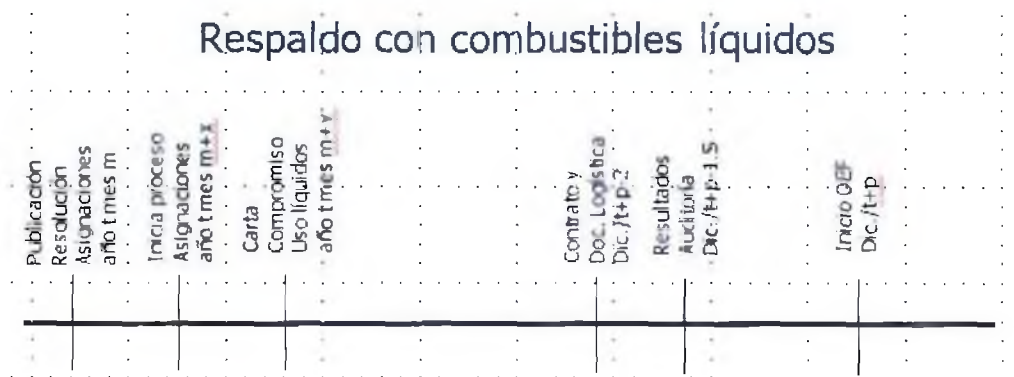 Respaldo con combustibles líquidos
Publicación
Resolución
Asignaciones
año t mes m
Inicia proceso
Asignaciones
año t mes m+x
Carta
Compromiso
Uso líquidos
año t mes m+y
Contrato y
Doc. Logística
Dic./t+p-2
Resultados
Auditoría
Dic./t+p-1.5
Inicio OEF
Dic./t+p